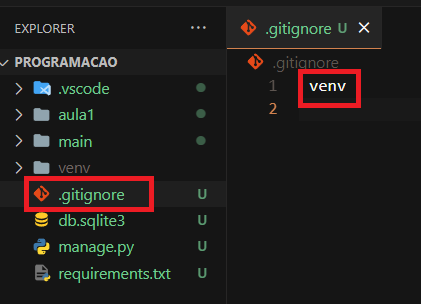 EXPLORER ···
PROGRAMACAO
.vscode
aula1
main
venv
.gitignore U
db.sqlite3 U
manage.py U
requirements.txt U
.gitignore U
.gitignore
1 venv
2